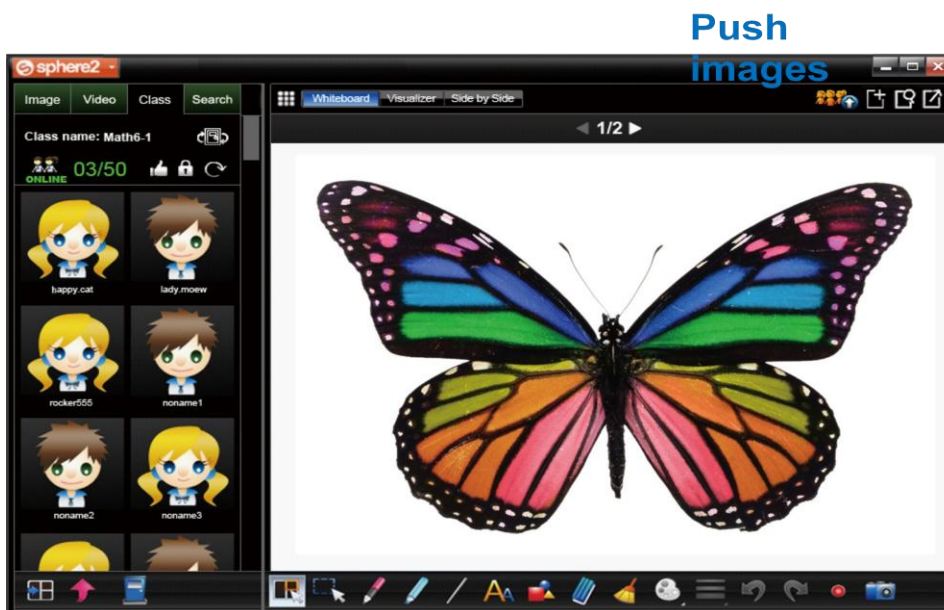 Push
images
sphere2
Image Video Class Search
Whiteboard Visualizer Side by Side
Class name: Math6-1
1/2
ONLINE 03/50
happy.cat lady.moew
rocker555 noname1
noname2 noname3